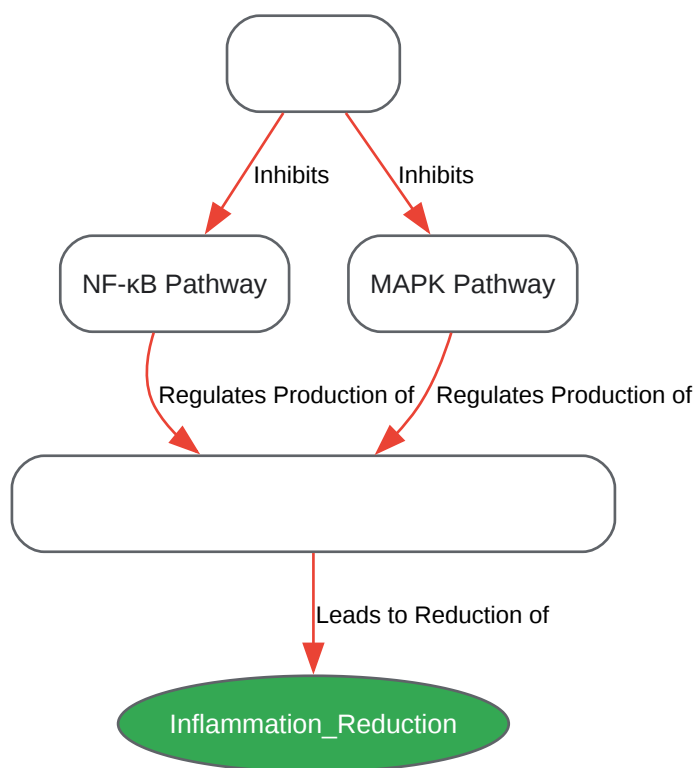 Inhibits
Inhibits
NF-κB Pathway
MAPK Pathway
Regulates Production of
Regulates Production of
Leads to Reduction of
Inflammation_Reduction